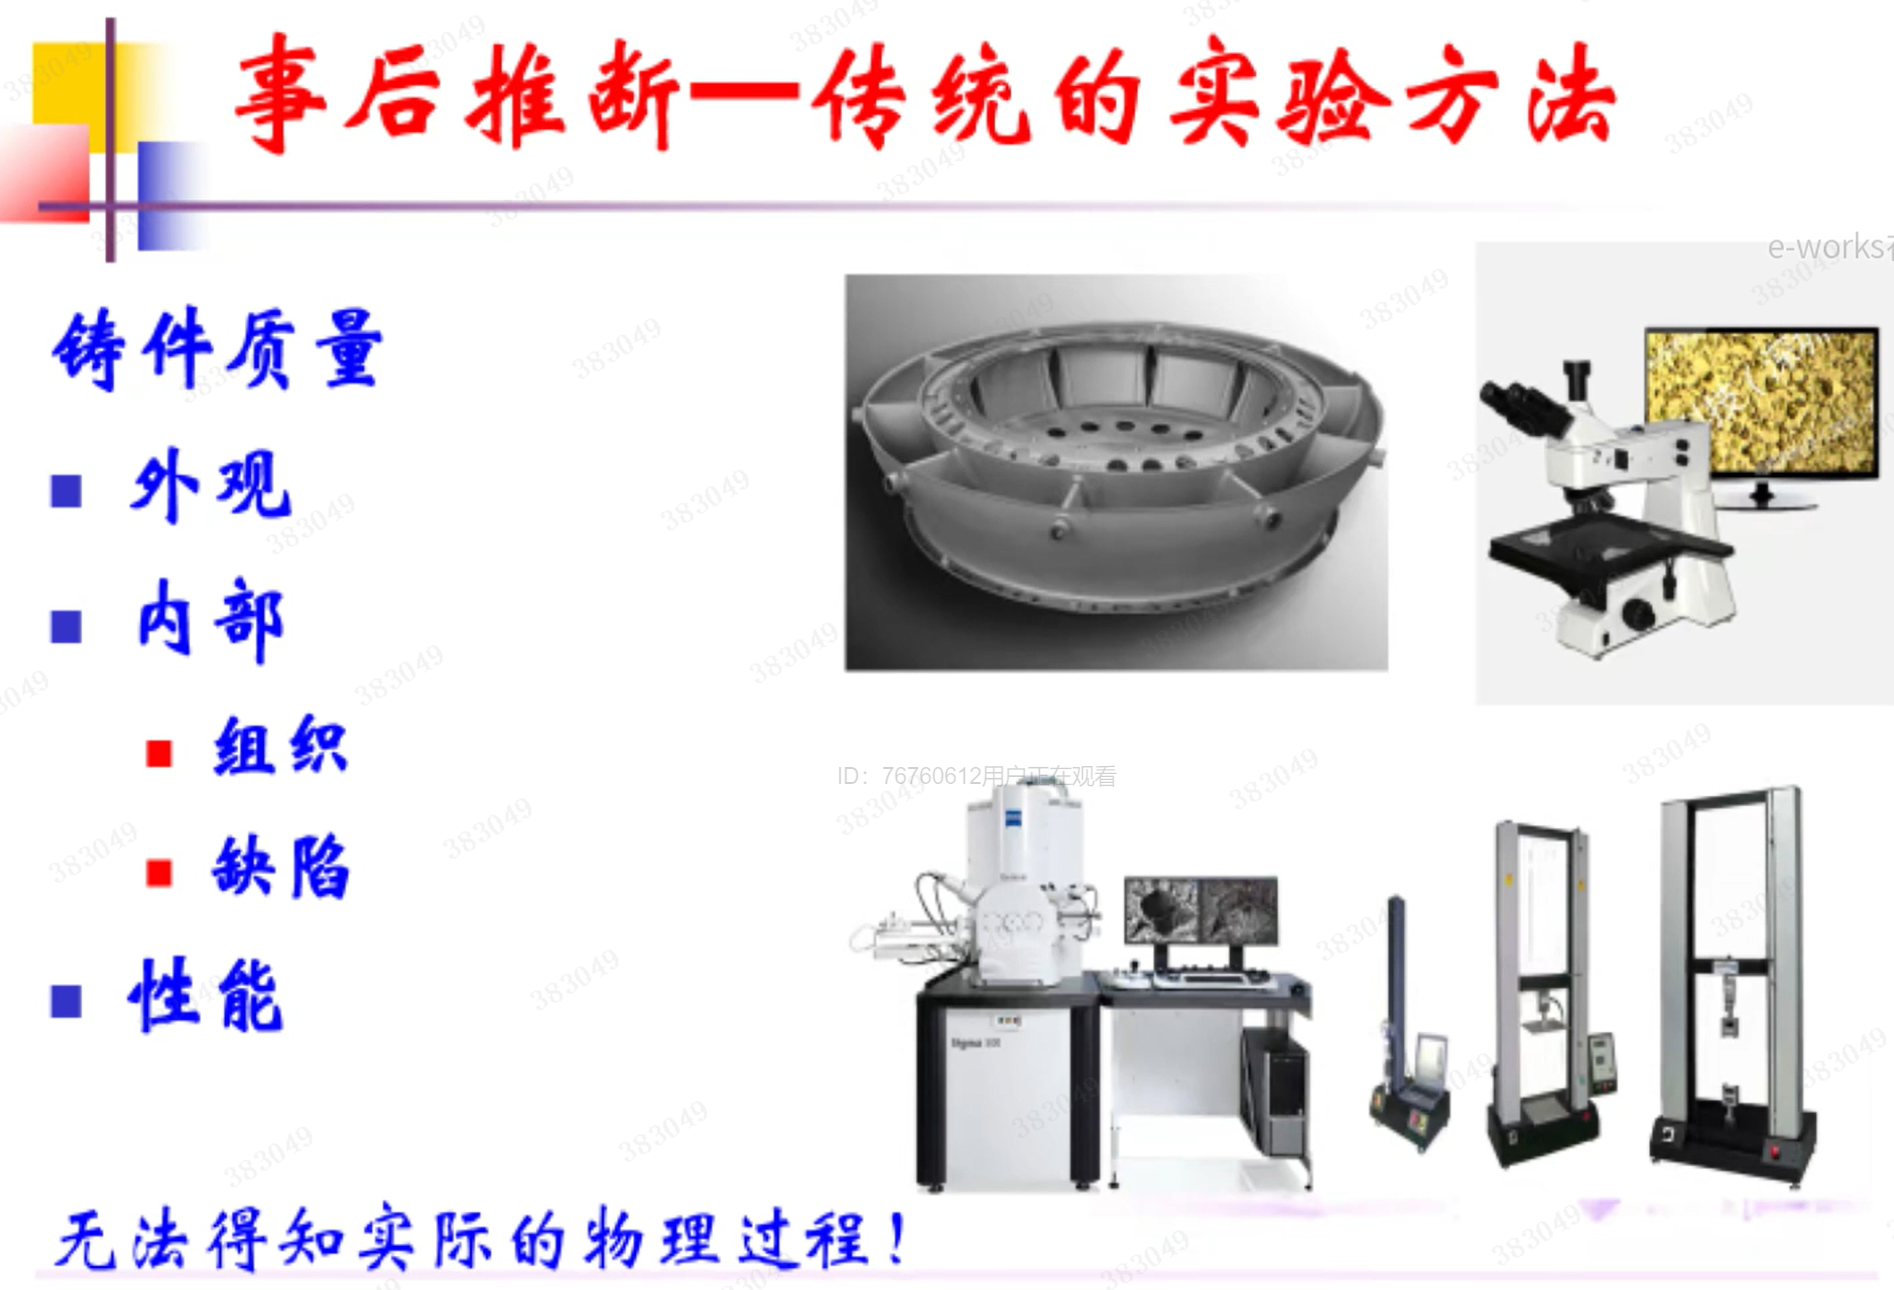 事后推断—传统的实验方法
e-works
铸件质量
外观
内部
组织
缺陷
性能
ID：76760612用户正在观看
无法得知实际的物理过程！
383049